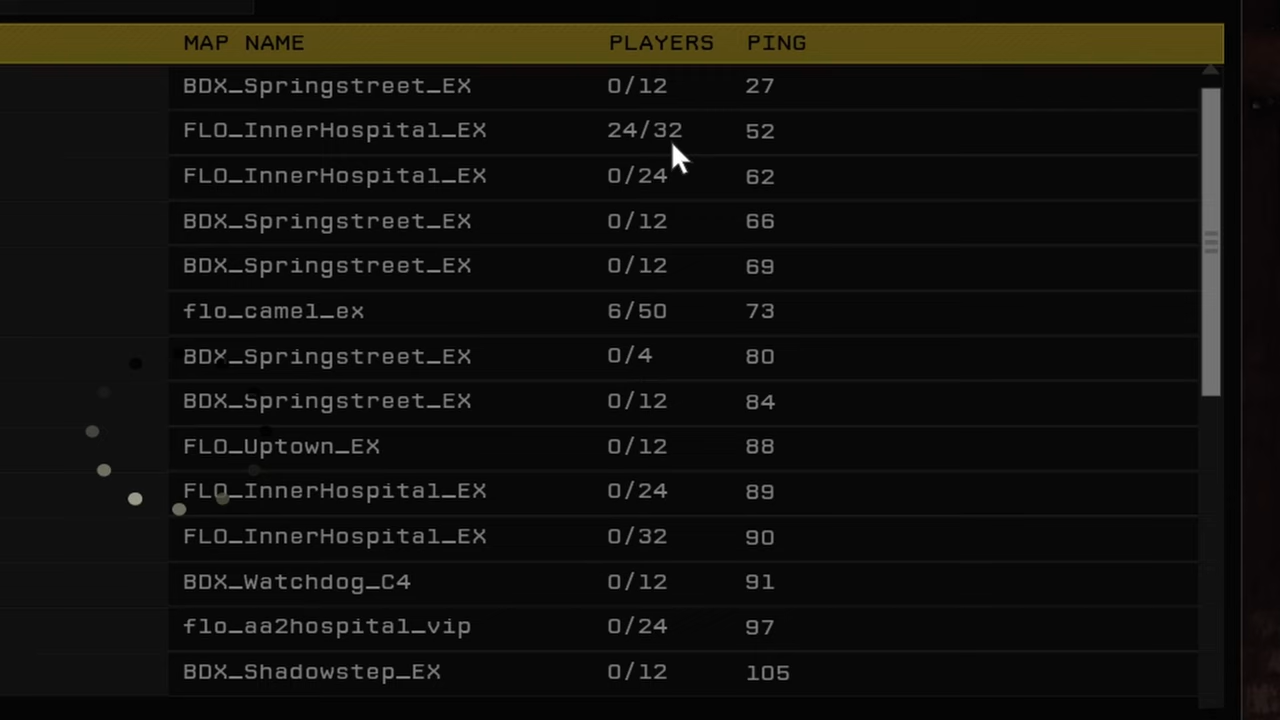 MAP NAME PLAYERS PING
BDX_Springstreet_EX 0/12 27
FLO_InnerHospital_EX 24/32 52
FLO_InnerHospital_EX 0/24 62
BDX_Springstreet_EX 0/12 66
BDX_Springstreet_EX 0/12 69
flo_camel_ex 6/50 73
BDX_Springstreet_EX 0/4 80
BDX_Springstreet_EX 0/12 84
FLO_Uptown_EX 0/12 88
FLO_InnerHospital_EX 0/24 89
FLO_InnerHospital_EX 0/32 90
BDX_Watchdog_C4 0/12 91
flo_aa2hospital_vip 0/24 97
BDX_Shadowstep_EX 0/12 105